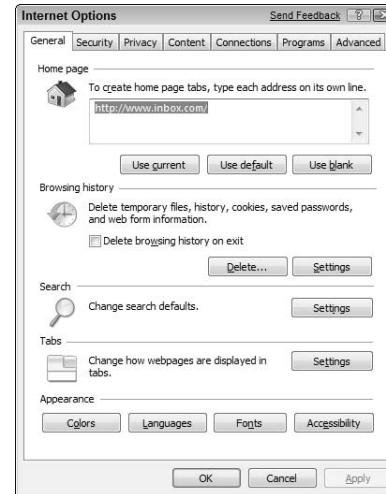 Internet Options Send Feedback ?
General Security Privacy Content Connections Programs Advanced
Home page
To create home page tabs, type each address on its own line.
http://www.inbox.com/
Use current Use default Use blank
Browsing history
Delete temporary files, history, cookies, saved passwords,
and web form information.
Delete browsing history on exit
Delete... Settings
Search
Change search defaults. Settings
Tabs
Change how webpages are displayed in Settings
tabs.
Appearance
Colors Languages Fonts Accessibility
OK Cancel Apply